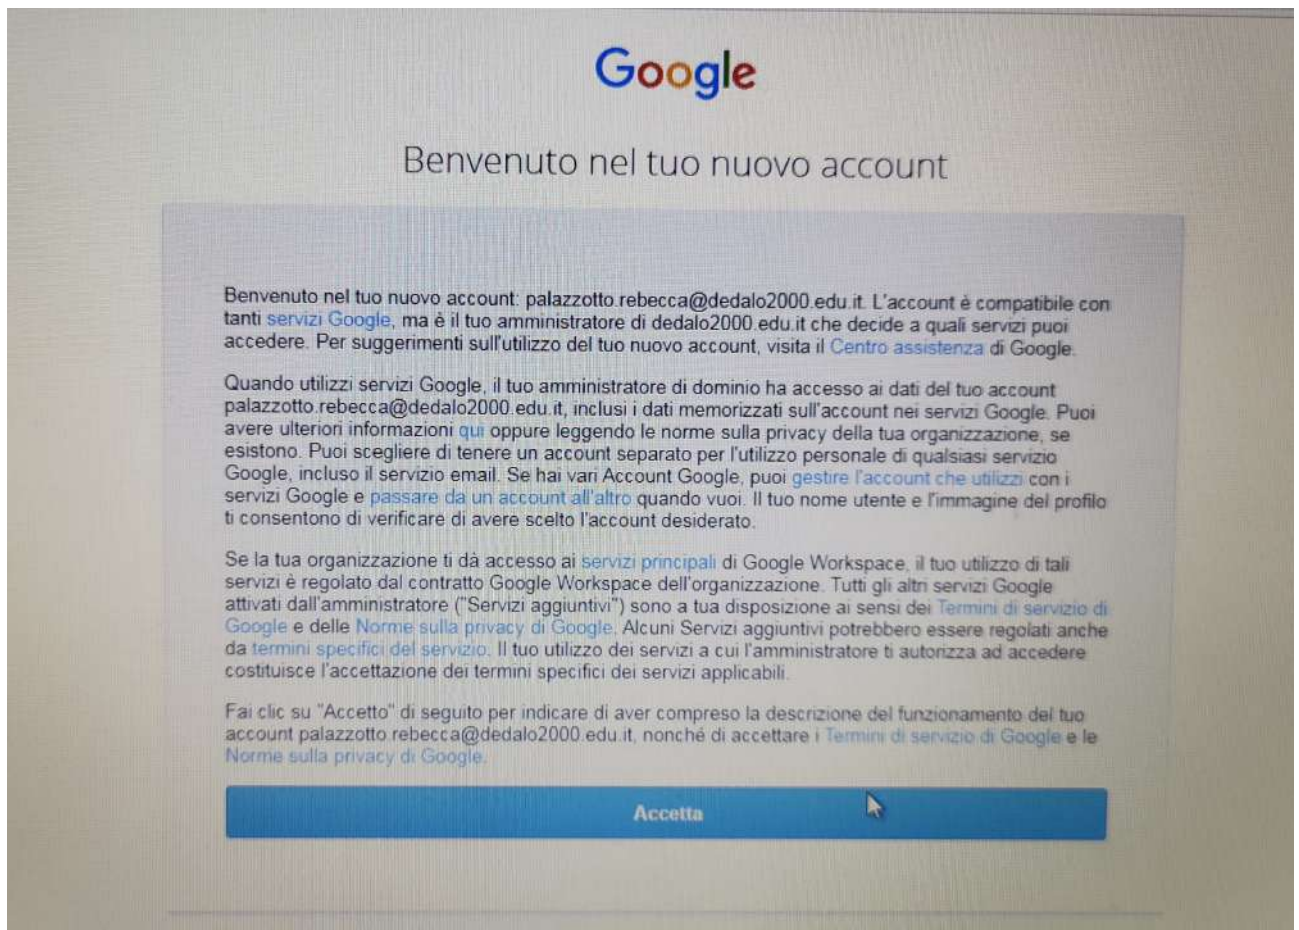 Google
Benvenuto nel tuo nuovo account
Benvenuto nel tuo nuovo account: palazzotto.rebecca@dedalo2000.edu.it. L'account è compatibile con
tanti servizi Google, ma è il tuo amministratore di dedalo2000.edu.it che decide a quali servizi puoi
accedere. Per suggerimenti sull'utilizzo del tuo nuovo account, visita il Centro assistenza di Google.
Quando utilizzi servizi Google, il tuo amministratore di dominio ha accesso ai dati del tuo account
palazzotto.rebecca@dedalo2000.edu.it, inclusi i dati memorizzati sull'account nei servizi Google. Puoi
avere ulteriori informazioni qui oppure leggendo le norme sulla privacy della tua organizzazione, se
esistono. Puoi scegliere di tenere un account separato per l'utilizzo personale di qualsiasi servizio
Google, incluso il servizio email. Se hai vari Account Google, puoi gestire l'account che utilizzi con i
servizi Google e passare da un account all'altro quando vuoi. Il tuo nome utente e l'immagine del profilo
ti consentono di verificare di avere scelto l'account desiderato.
Se la tua organizzazione ti dà accesso ai servizi principali di Google Workspace, il tuo utilizzo di tali
servizi è regolato dal contratto Google Workspace dell'organizzazione. Tutti gli altri servizi Google
attivati dall'amministratore ("Servizi aggiuntivi") sono a tua disposizione ai sensi dei Termini di servizio di
Google e delle Norme sulla privacy di Google. Alcuni Servizi aggiuntivi potrebbero essere regolati anche
da termini specifici del servizio. Il tuo utilizzo dei servizi a cui l'amministratore ti autorizza ad accedere
costituisce l'accettazione dei termini specifici dei servizi applicabili.
Fai clic su "Accetto" di seguito per indicare di aver compreso la descrizione del funzionamento del tuo
account palazzotto.rebecca@dedalo2000.edu.it, nonché di accettare i Termini di servizio di Google e le
Norme sulla privacy di Google.
Accetta